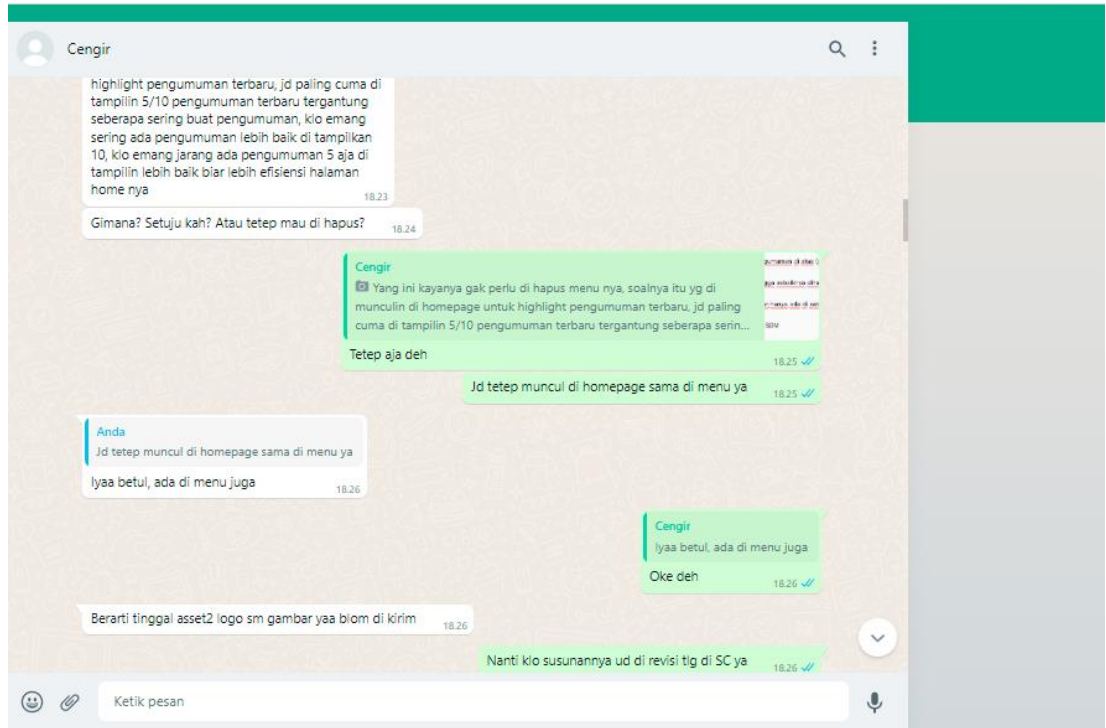 Cengir
highlight pengumuman terbaru, jd paling cuma di
tampilin 5/10 pengumuman terbaru tergantung
seberapa sering buat pengumuman, klo emang
sering ada pengumuman lebih baik di tampilkan
10, klo emang jarang ada pengumuman 5 aja di
tampilin lebih baik biar lebih efisiensi halaman
home nya
18.23
Gimana? Setuju kah? Atau tetep mau di hapus?
18.24
Cengir
Yang ini kayanya gak perlu di hapus menu nya, soalnya itu yg di
munculin di homepage untuk highlight pengumuman terbaru, jd paling
cuma di tampilin 5/10 pengumuman terbaru tergantung seberapa serin...
Tetep aja deh
18.25
Jd tetep muncul di homepage sama di menu ya
18.25
Anda
Jd tetep muncul di homepage sama di menu ya
Iyaa betul, ada di menu juga
18.26
Cengir
Iyaa betul, ada di menu juga
Oke deh
18.26
Berarti tinggal asset2 logo sm gambar yaa blom di kirim
18.26
Nanti klo susunannya ud di revisi tlg di SC ya
18.26
Ketik pesan